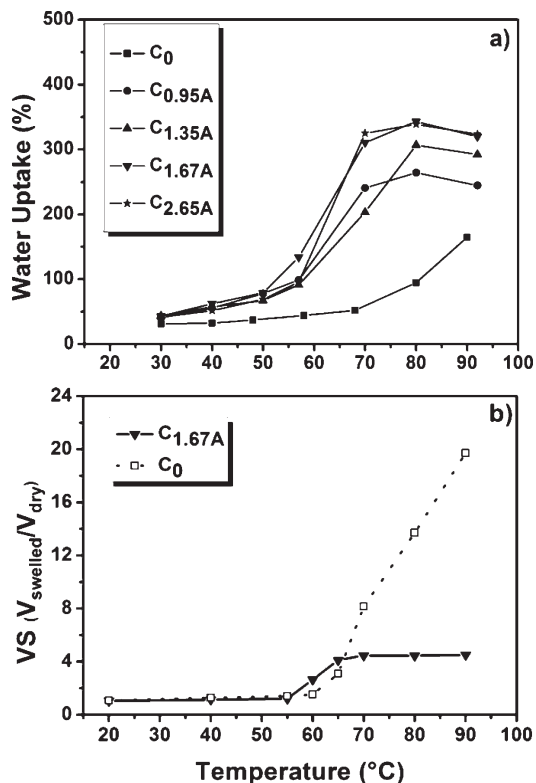 a)
500
400
300
200
100
0
Water Uptake (%)
C0
C0.95A
C1.35A
C1.67A
C2.65A
20 30 40 50 60 70 80 90 100
b)
24
20
16
12
8
4
0
VS (Vswelled/Vdry)
C1.67A
C0
20 30 40 50 60 70 80 90 100
Temperature (°C)